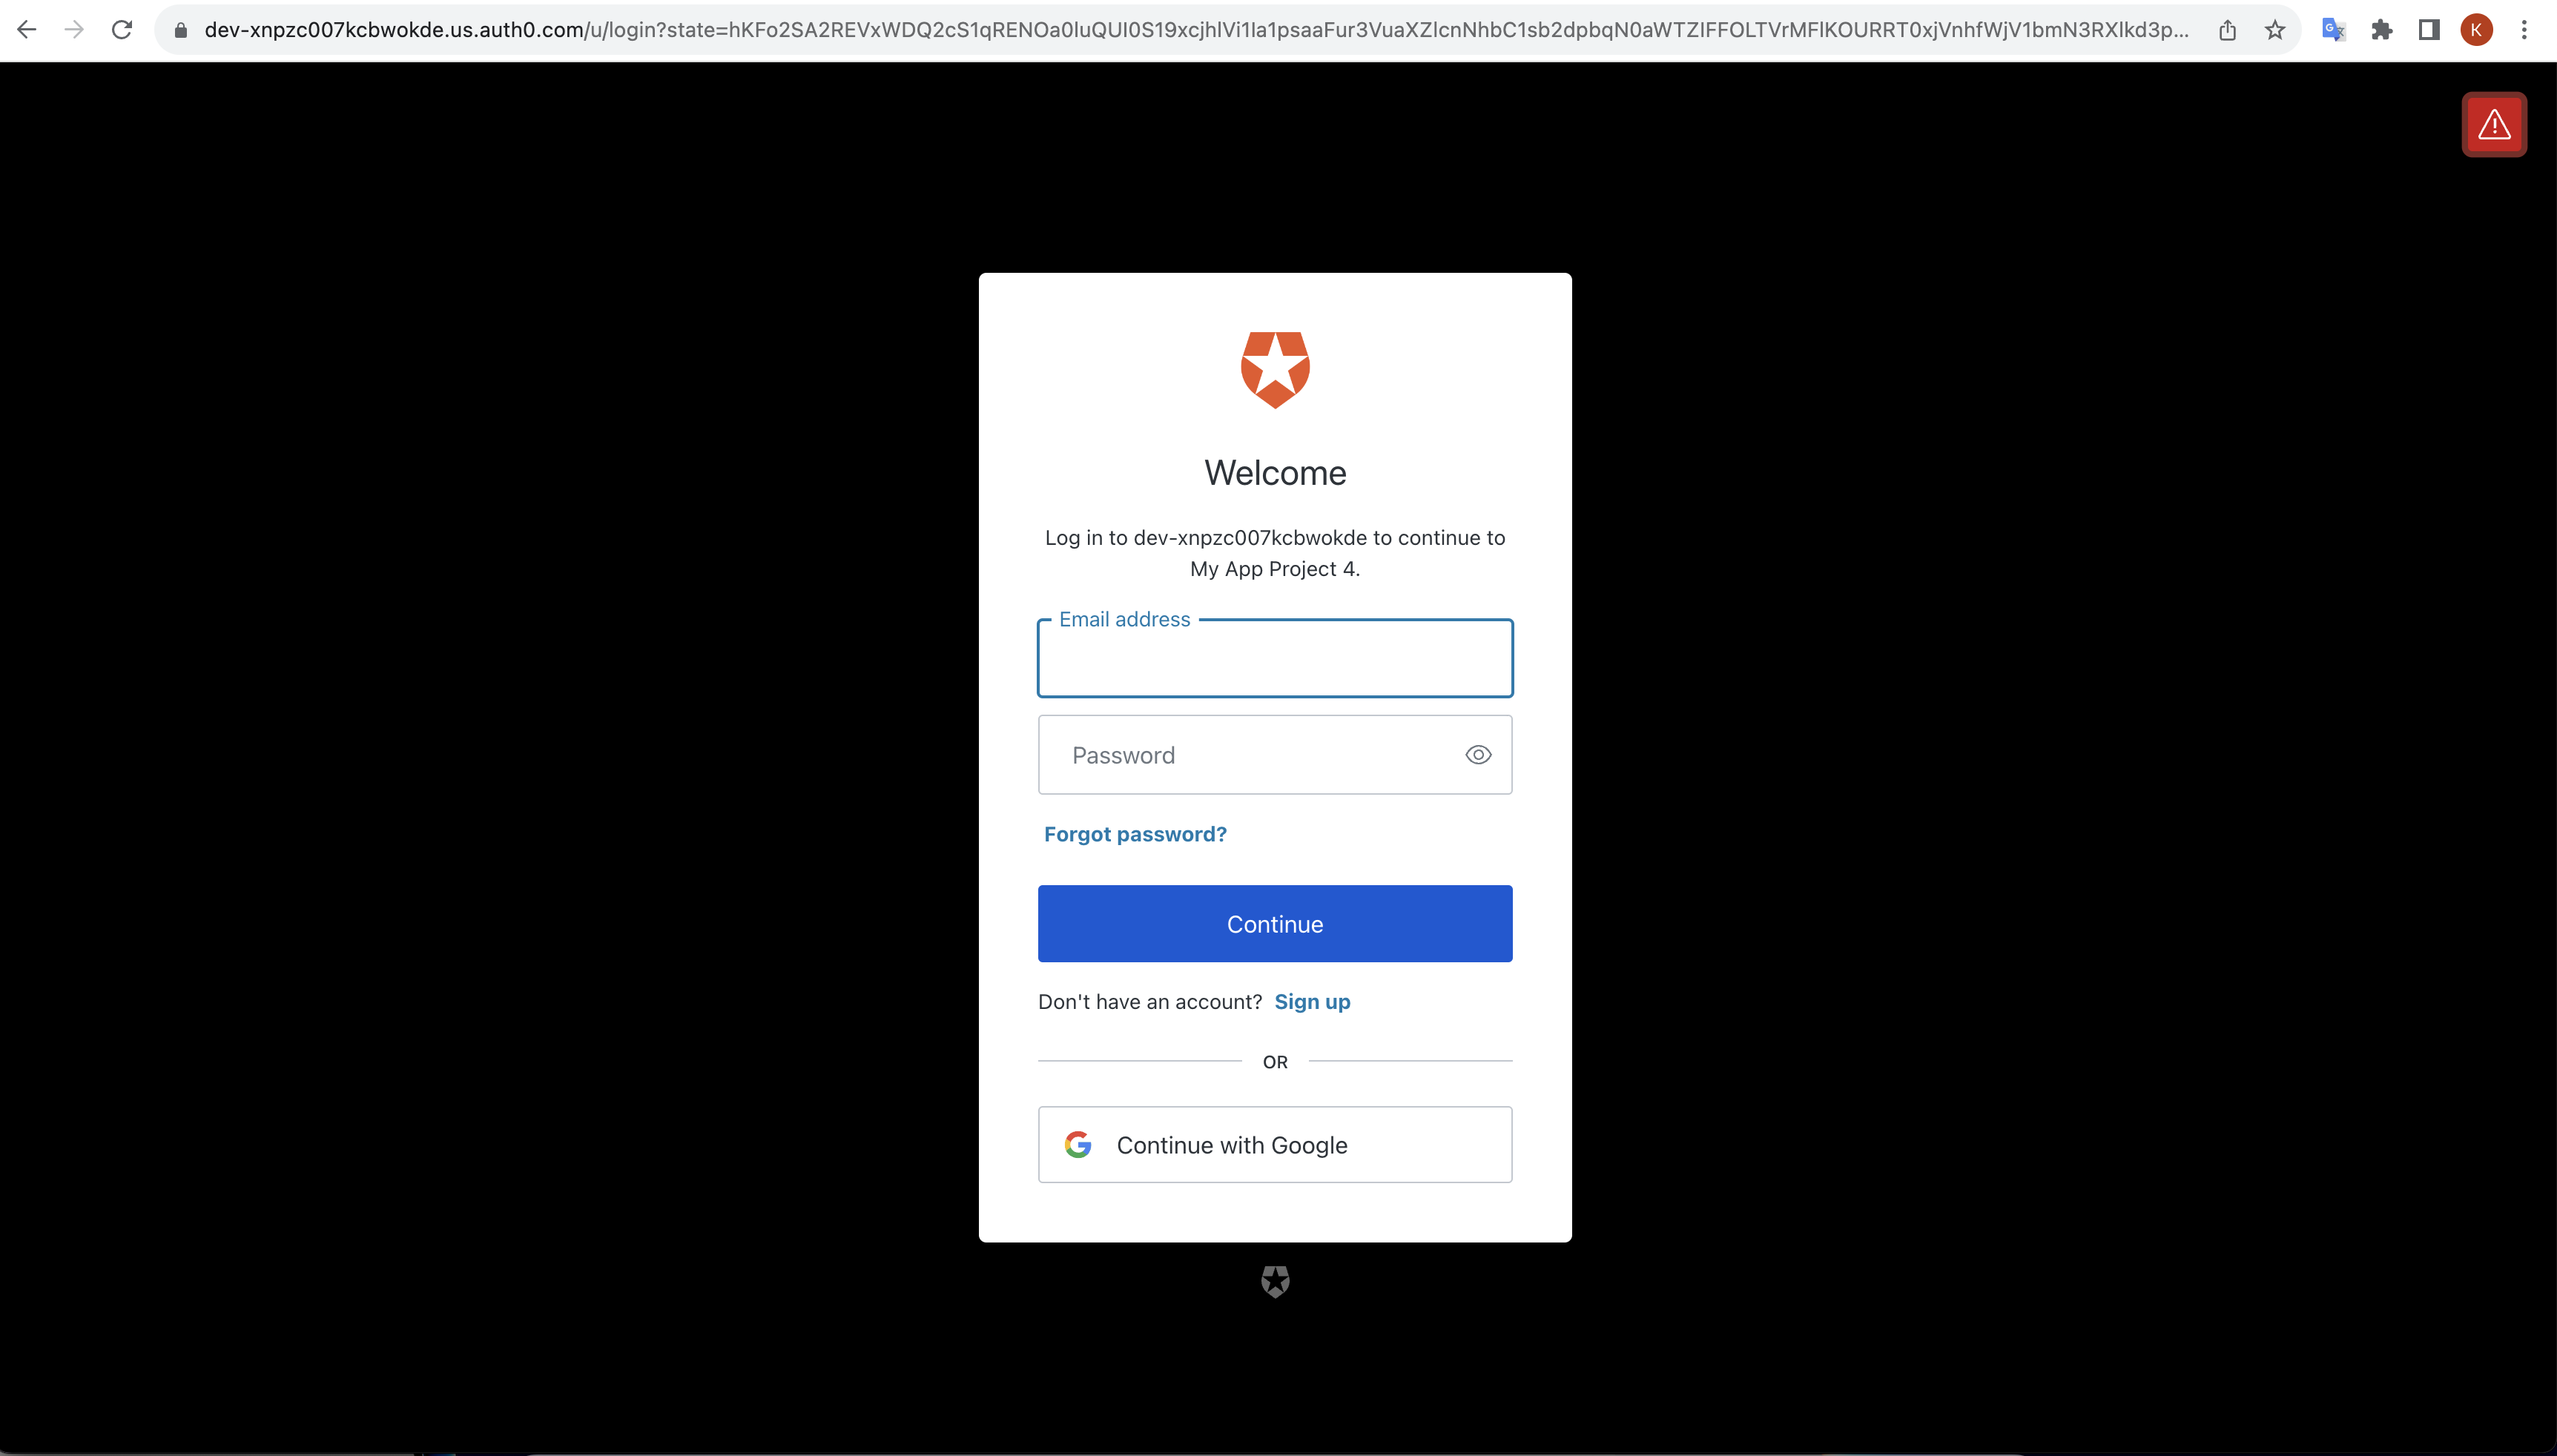 dev-xnpzc007kcbwokde.us.auth0.com/u/login?state=hKFo2SA2REVxWDQ2cS1qRENOa0luQUI0S19xcjhlVi1Ia1psaaFur3VuaXZlcnNhbC1sb2dpbqN0aWTZIFFOLTVrMFlKOURRT0xjVnhfWjV1bmN3RXlkd3p...
K
Welcome
Log in to dev-xnpzc007kcbwokde to continue to
My App Project 4.
Email address
Password
Forgot password?
Continue
Don't have an account? Sign up
OR
Continue with Google